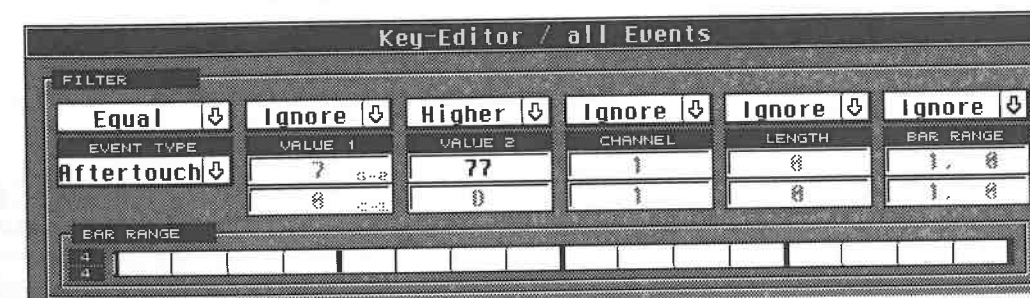 Key-Editor / all Events
FILTER
Equal Ignore Higher Ignore Ignore Ignore
EVENT TYPE VALUE 1 VALUE 2 CHANNEL LENGTH BAR RANGE
Aftertouch 7 G-2 77 1 0 1. 0
0 C-2 0 1 0 1. 0
BAR RANGE
4
4